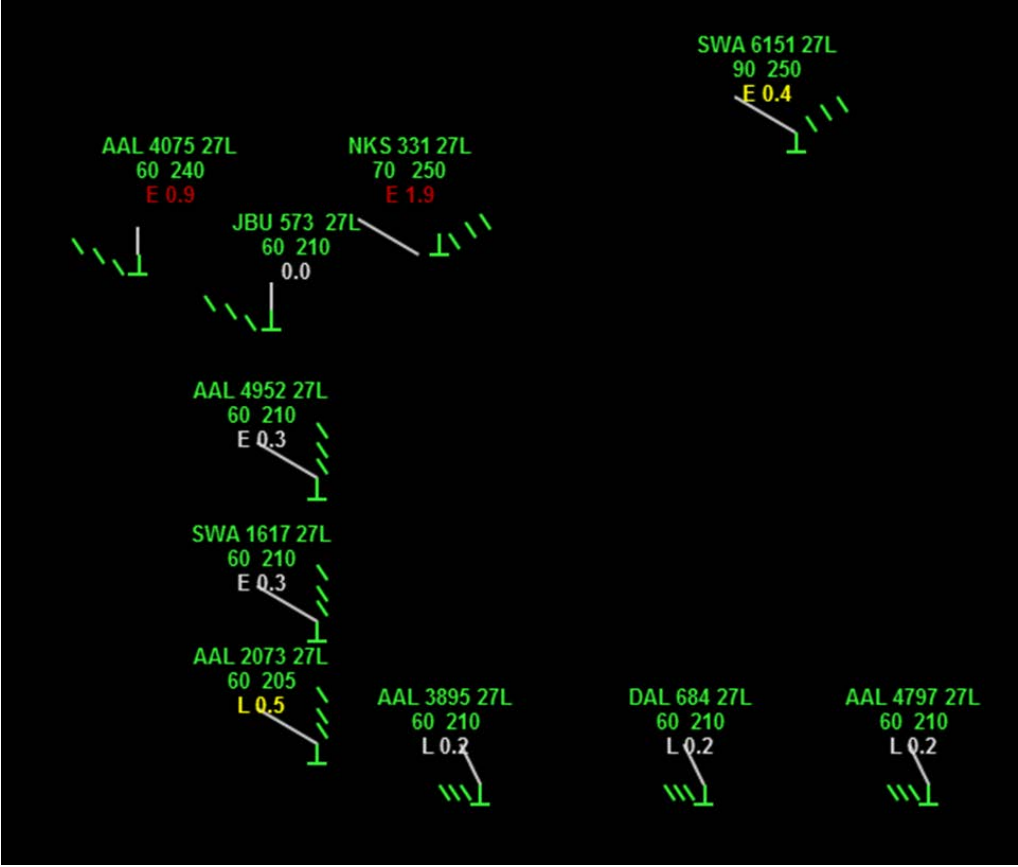 SWA 6151 27L
90 250
E 0.4
AAL 4075 27L
60 240
E 0.9
NKS 331 27L
70 250
E 1.9
JBU 573 27L
60 210
0.0
AAL 4952 27L
60 210
E 0.3
SWA 1617 27L
60 210
E 0.3
AAL 2073 27L
60 205
L 0.5
AAL 3895 27L
60 210
L 0.2
DAL 684 27L
60 210
L 0.2
AAL 4797 27L
60 210
L 0.2